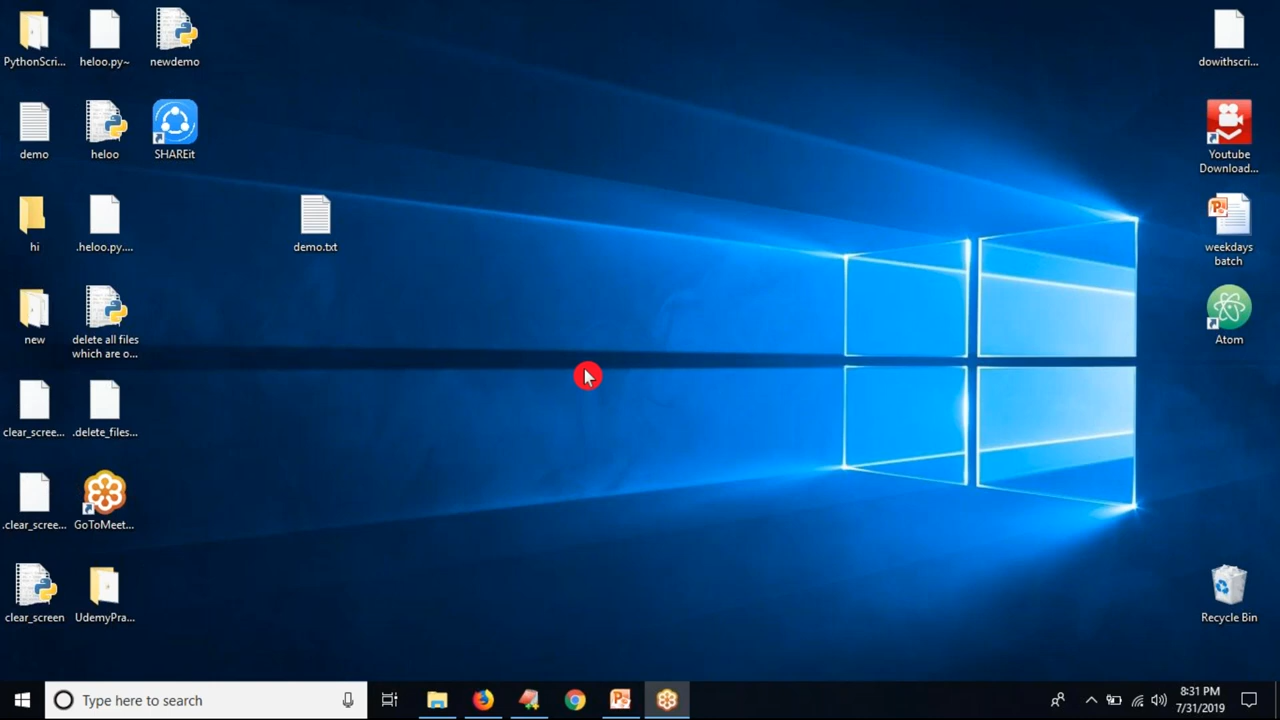 PythonScri...
heloo.py~
newdemo
dowithscri...
demo
heloo
SHAREit
Youtube
Download...
hi
.heloo.py....
demo.txt
weekdays
batch
new
delete all files
which are o...
Atom
clear_scree...
.delete_files...
.clear_scree...
GoToMeet...
clear_screen
UdemyPra...
Recycle Bin
Type here to search
8:31 PM
7/31/2019